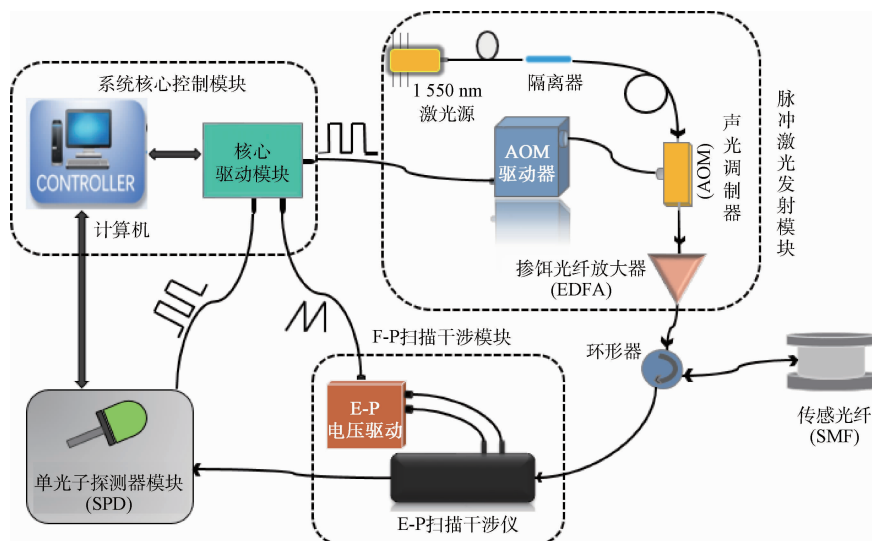 系统核心控制模块
CONTROLLER
计算机
核心
驱动模块
1 550 nm
激光源
隔离器
AOM
驱动器
声光调制器
(AOM)
脉冲激光发射模块
掺铒光纤放大器
(EDFA)
环形器
传感光纤
(SMF)
F-P扫描干涉模块
E-P
电压驱动
E-P扫描干涉仪
单光子探测器模块
(SPD)